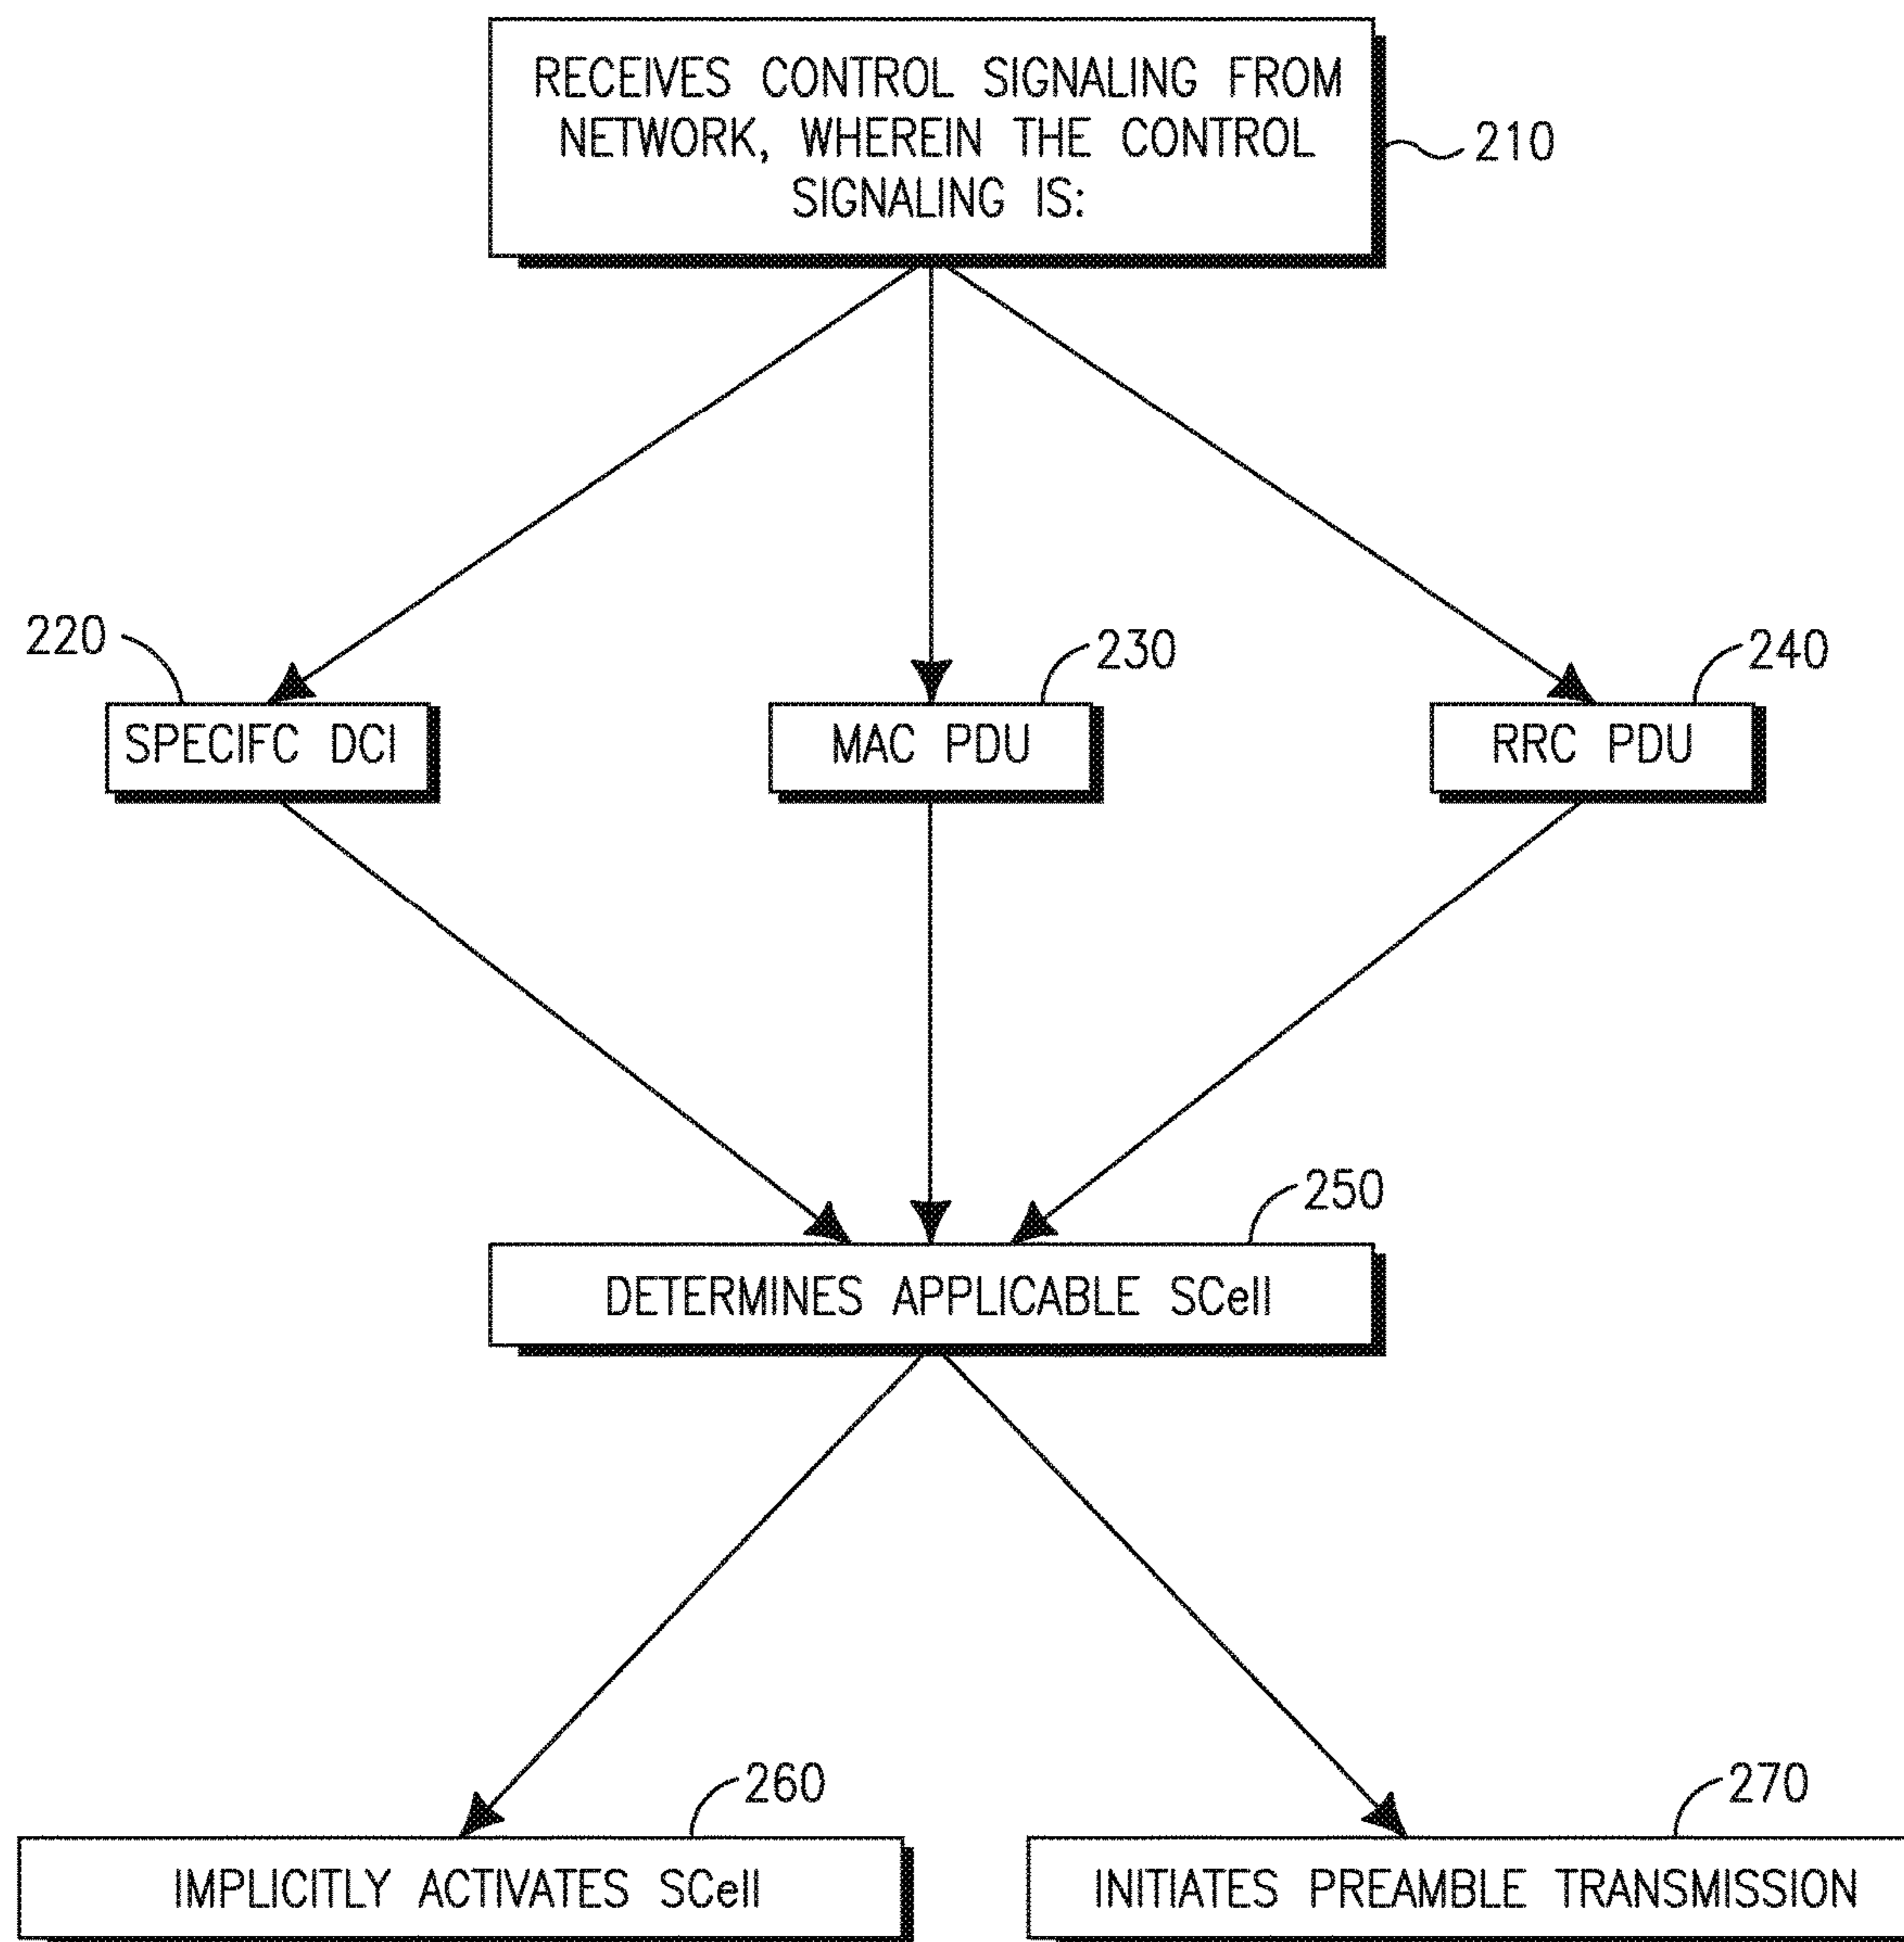 RECEIVES CONTROL SIGNALING FROM
NETWORK, WHEREIN THE CONTROL
SIGNALING IS:
210
220
230
240
SPECIFC DCI
MAC PDU
RRC PDU
250
DETERMINES APPLICABLE SCell
260
270
IMPLICITLY ACTIVATES SCell
INITIATES PREAMBLE TRANSMISSION